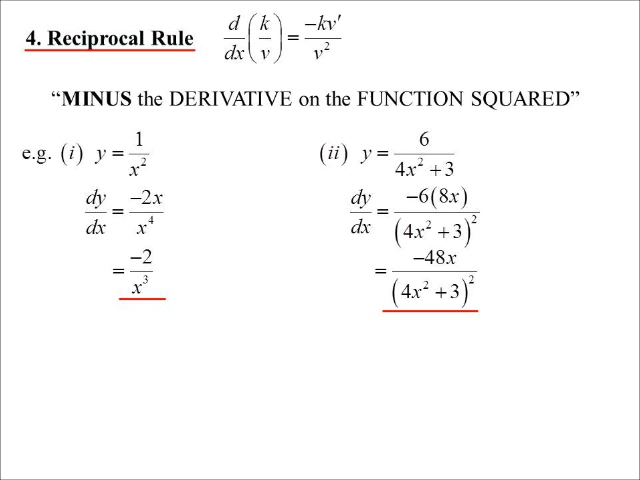 4. Reciprocal Rule d/dx (k/v) = −kv′/v²
“MINUS the DERIVATIVE on the FUNCTION SQUARED”
e.g. (i) y = 1/x² (ii) y = 6/(4x² + 3)
dy/dx = −2x/x⁴ dy/dx = −6(8x)/(4x² + 3)²
= −2/x³ = −48x/(4x² + 3)²